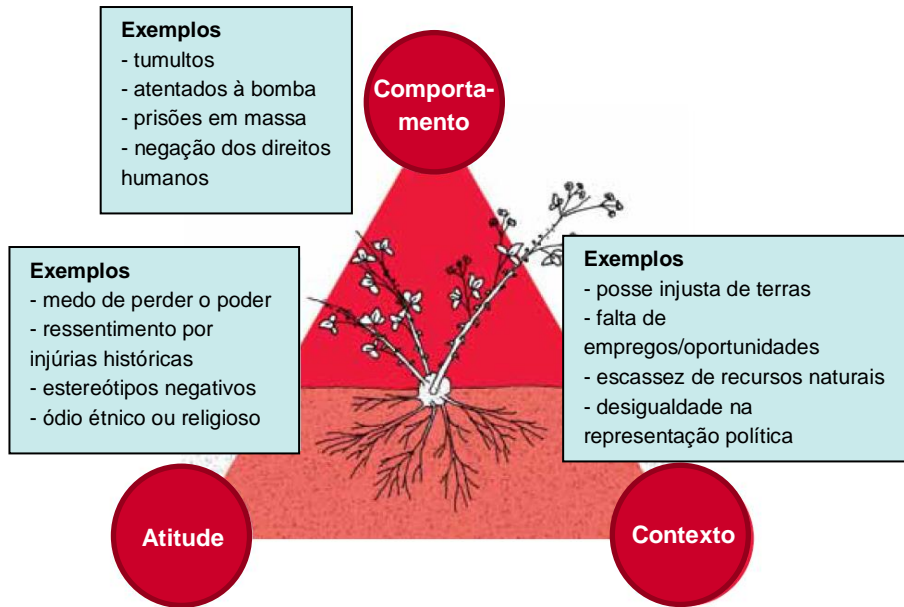 Exemplos
- tumultos
- atentados à bomba
- prisões em massa
- negação dos direitos
humanos
Comporta-
mento
Exemplos
- medo de perder o poder
- ressentimento por
injúrias históricas
- estereótipos negativos
- ódio étnico ou religioso
Exemplos
- posse injusta de terras
- falta de
empregos/oportunidades
- escassez de recursos naturais
- desigualdade na
representação política
Atitude
Contexto